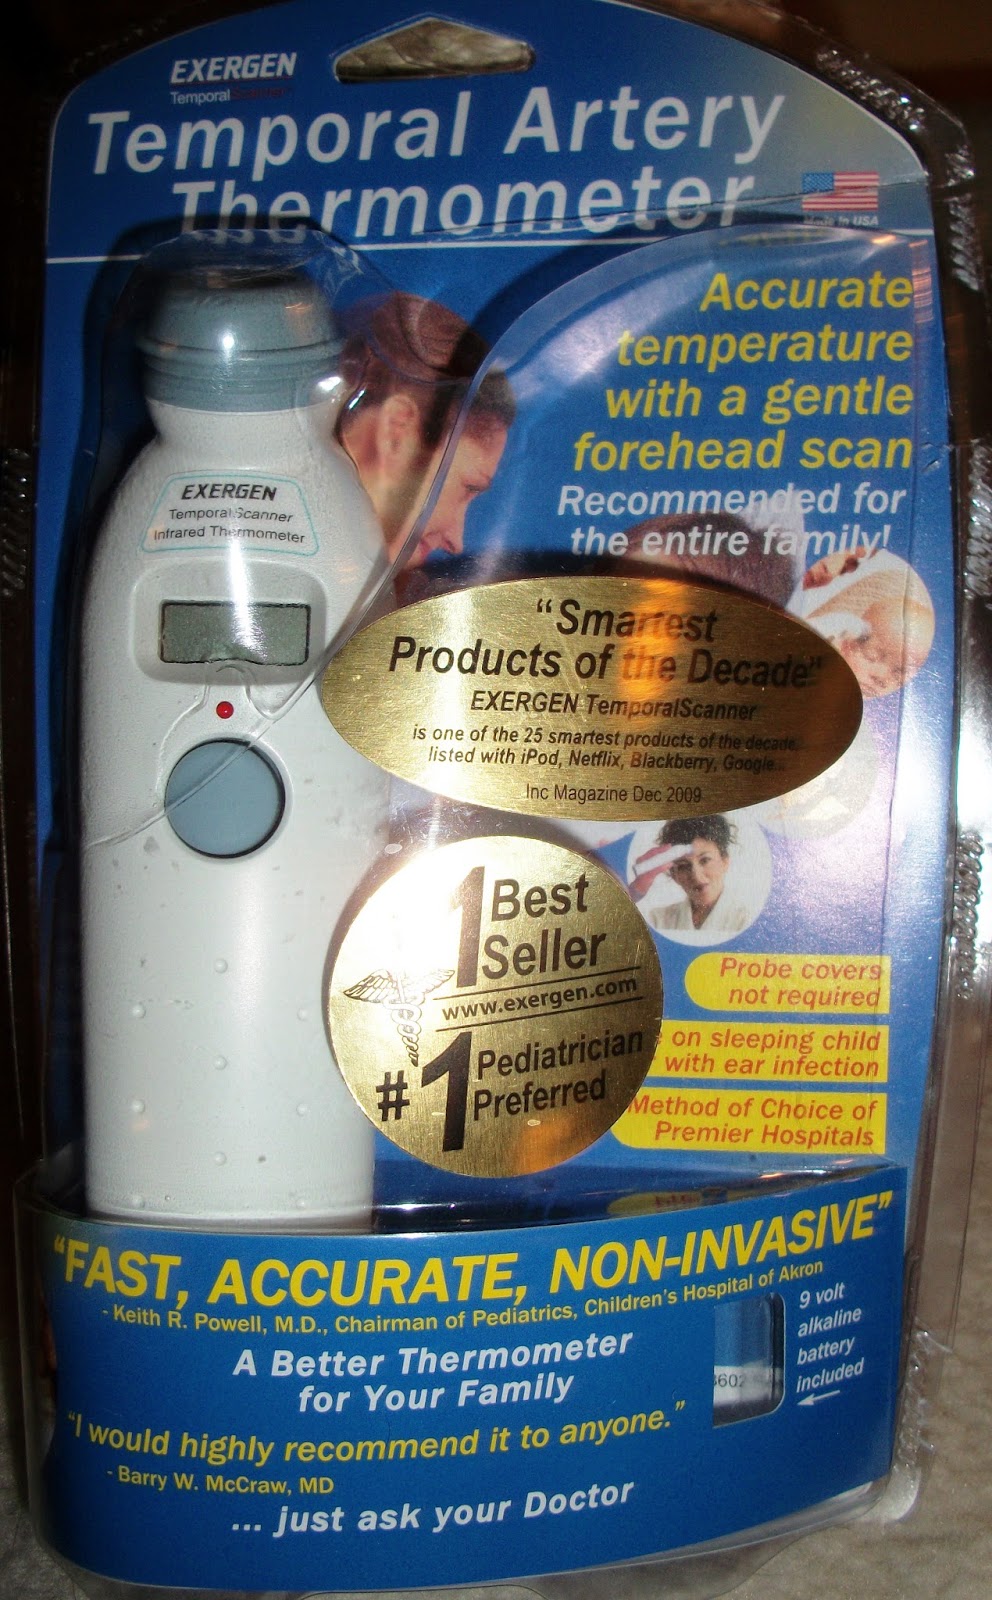 EXERGEN
TemporalScanner
Temporal Artery
Thermometer
Made in USA
Accurate
temperature
with a gentle
forehead scan
Recommended for
the entire family!
EXERGEN
TemporalScanner
Infrared Thermometer
"Smartest
Products of the Decade"
EXERGEN TemporalScanner
is one of the 25 smartest products of the decade,
listed with iPod, Netflix, Blackberry, Google...
Inc Magazine Dec 2009
#1 Best
Seller
www.exergen.com
#1 Pediatrician
Preferred
Probe covers
not required
on sleeping child
with ear infection
Method of Choice of
Premier Hospitals
"FAST, ACCURATE, NON-INVASIVE"
- Keith R. Powell, M.D., Chairman of Pediatrics, Children's Hospital of Akron
A Better Thermometer
for Your Family
9 volt
alkaline
battery
included
3602
"I would highly recommend it to anyone."
- Barry W. McCraw, MD
... just ask your Doctor